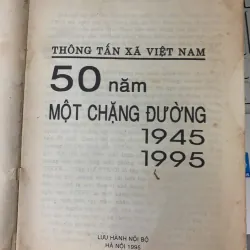 THÔNG TẤN XÃ VIỆT NAM
50 năm
MỘT CHẶNG ĐƯỜNG
1945
1995
LƯU HÀNH NỘI BỘ
HÀ NỘI 1995